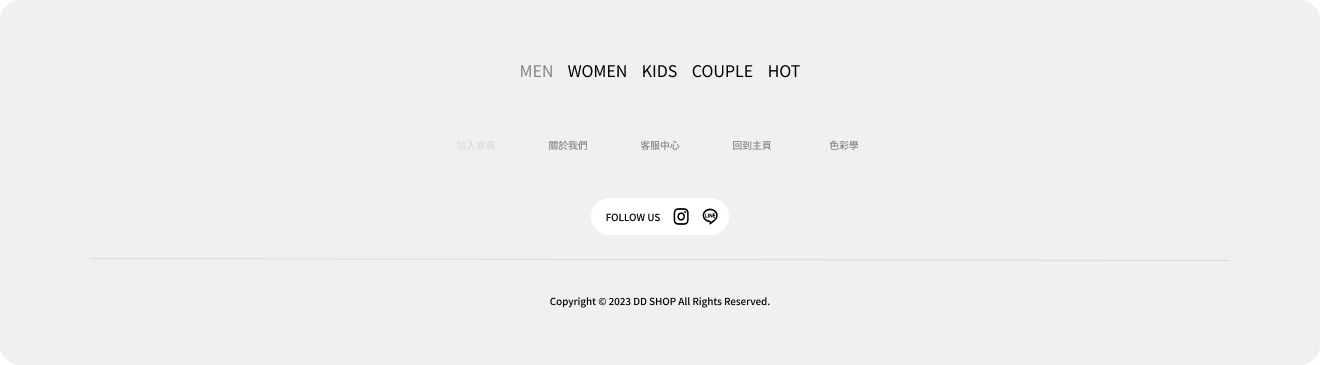 MEN WOMEN KIDS COUPLE HOT
加入會員 關於我們 客服中心 回到主頁 色彩學
FOLLOW US LINE
Copyright © 2023 DD SHOP All Rights Reserved.